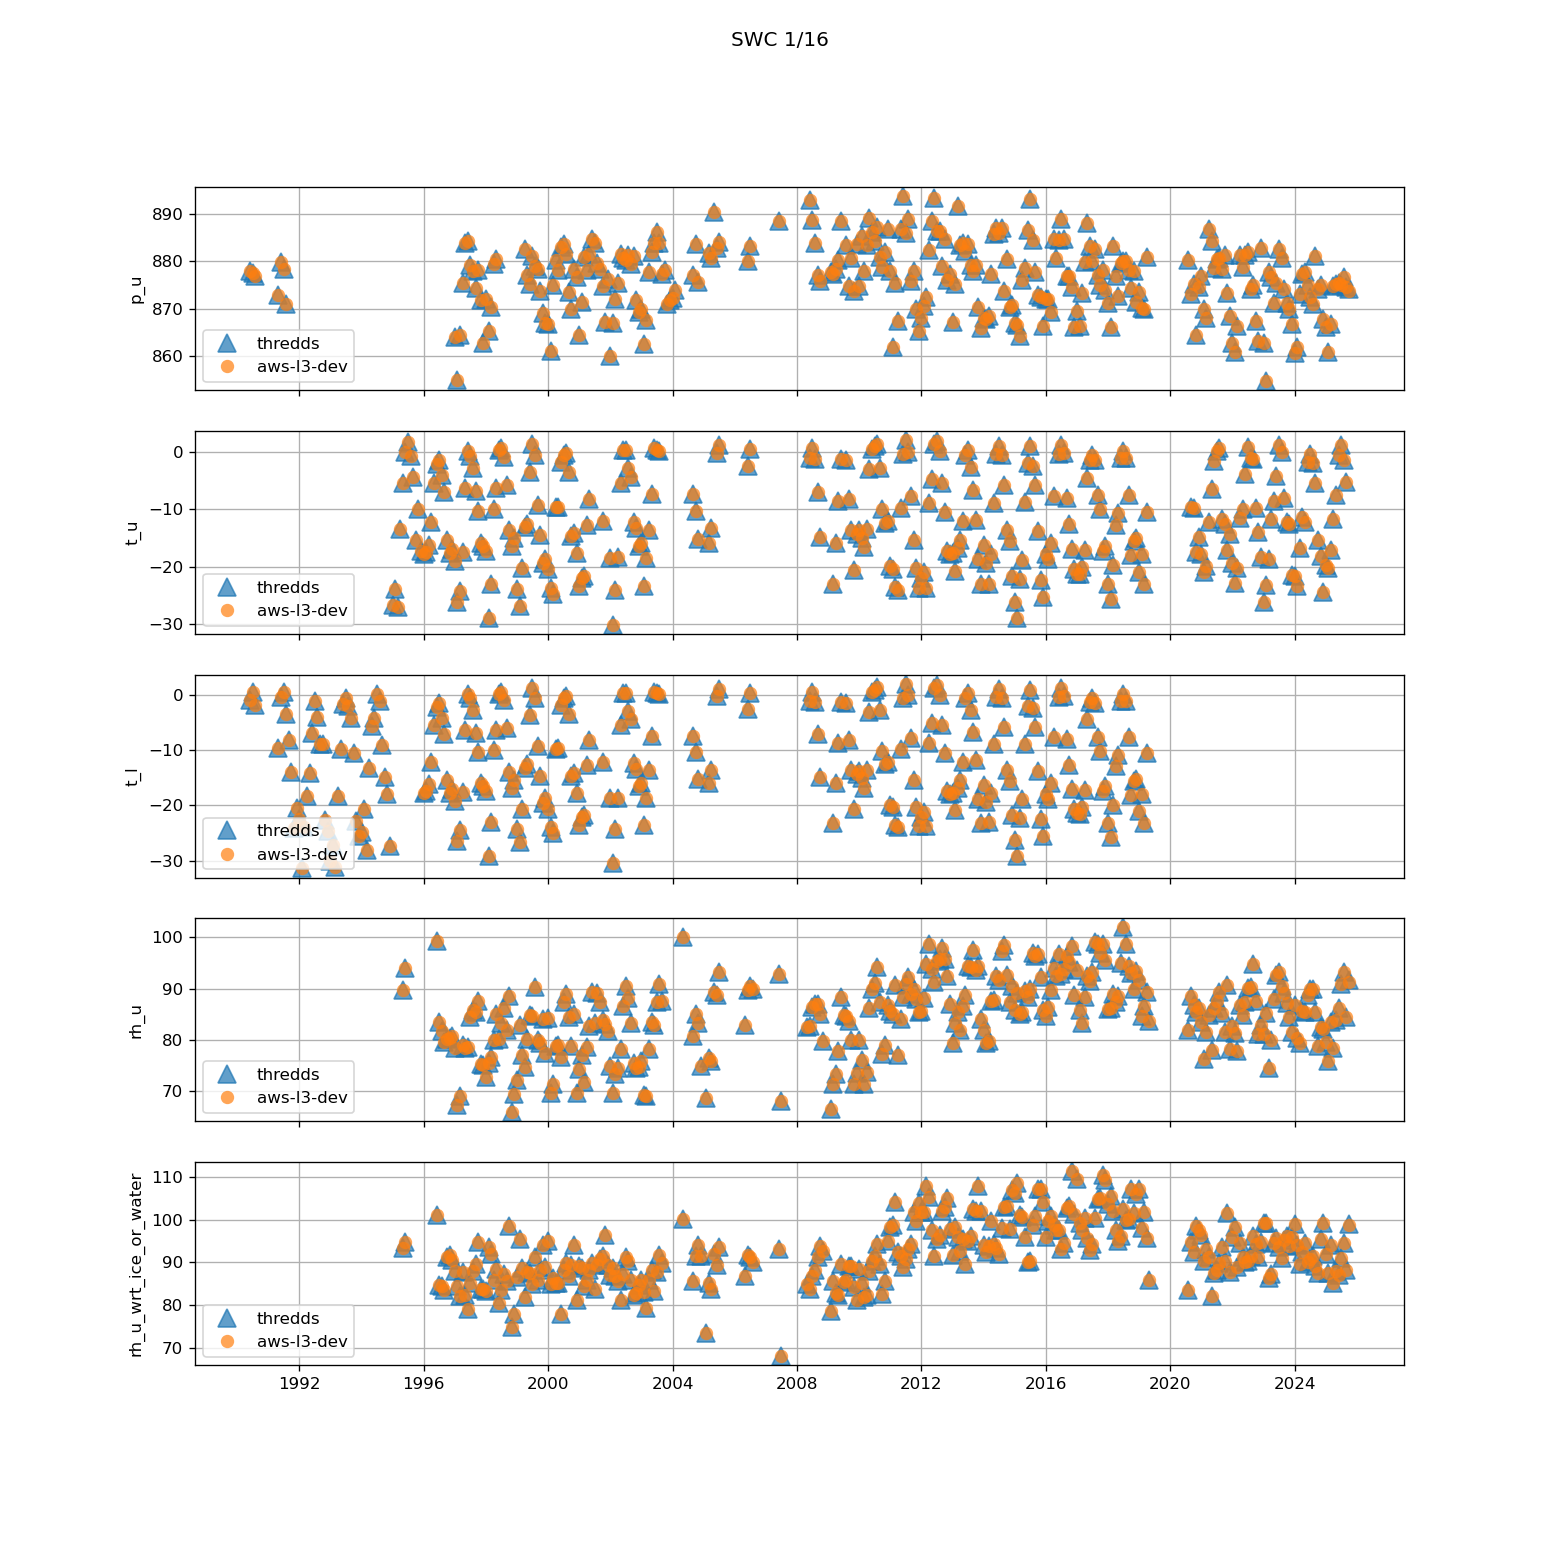 SWC 1/16
890
880
870
860
p_u
thredds
aws-l3-dev
0
−10
−20
−30
t_u
thredds
aws-l3-dev
0
−10
−20
−30
t_l
thredds
aws-l3-dev
100
90
80
70
rh_u
thredds
aws-l3-dev
110
100
90
80
70
rh_u_wrt_ice_or_water
thredds
aws-l3-dev
1992 1996 2000 2004 2008 2012 2016 2020 2024